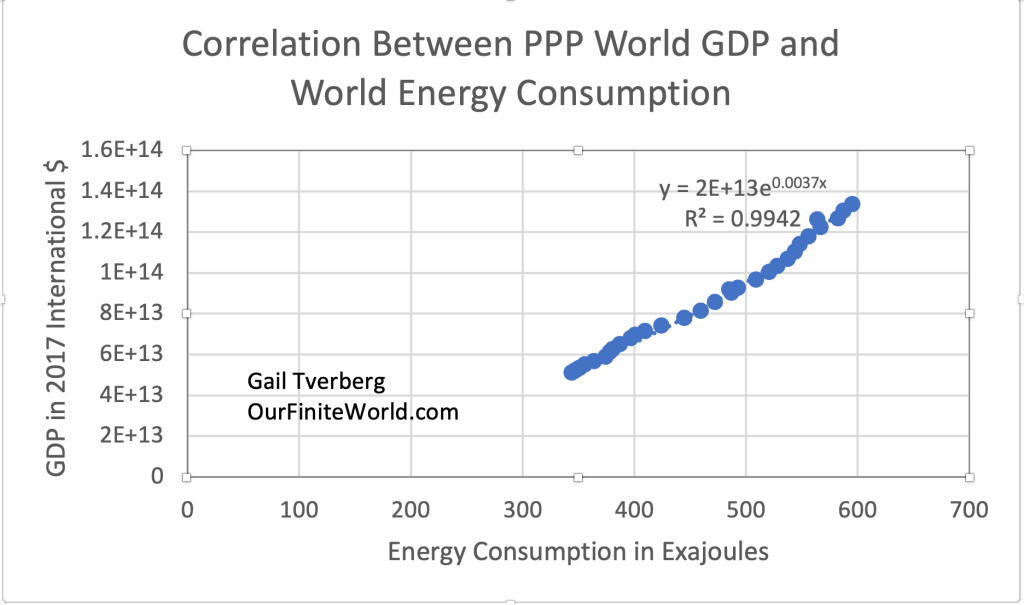 Correlation Between PPP World GDP and
World Energy Consumption
GDP in 2017 International $
1.6E+14
1.4E+14
1.2E+14
1E+14
8E+13
6E+13
4E+13
2E+13
0
y = 2E+13e^0.0037x
R² = 0.9942
Gail Tverberg
OurFiniteWorld.com
0 100 200 300 400 500 600 700
Energy Consumption in Exajoules